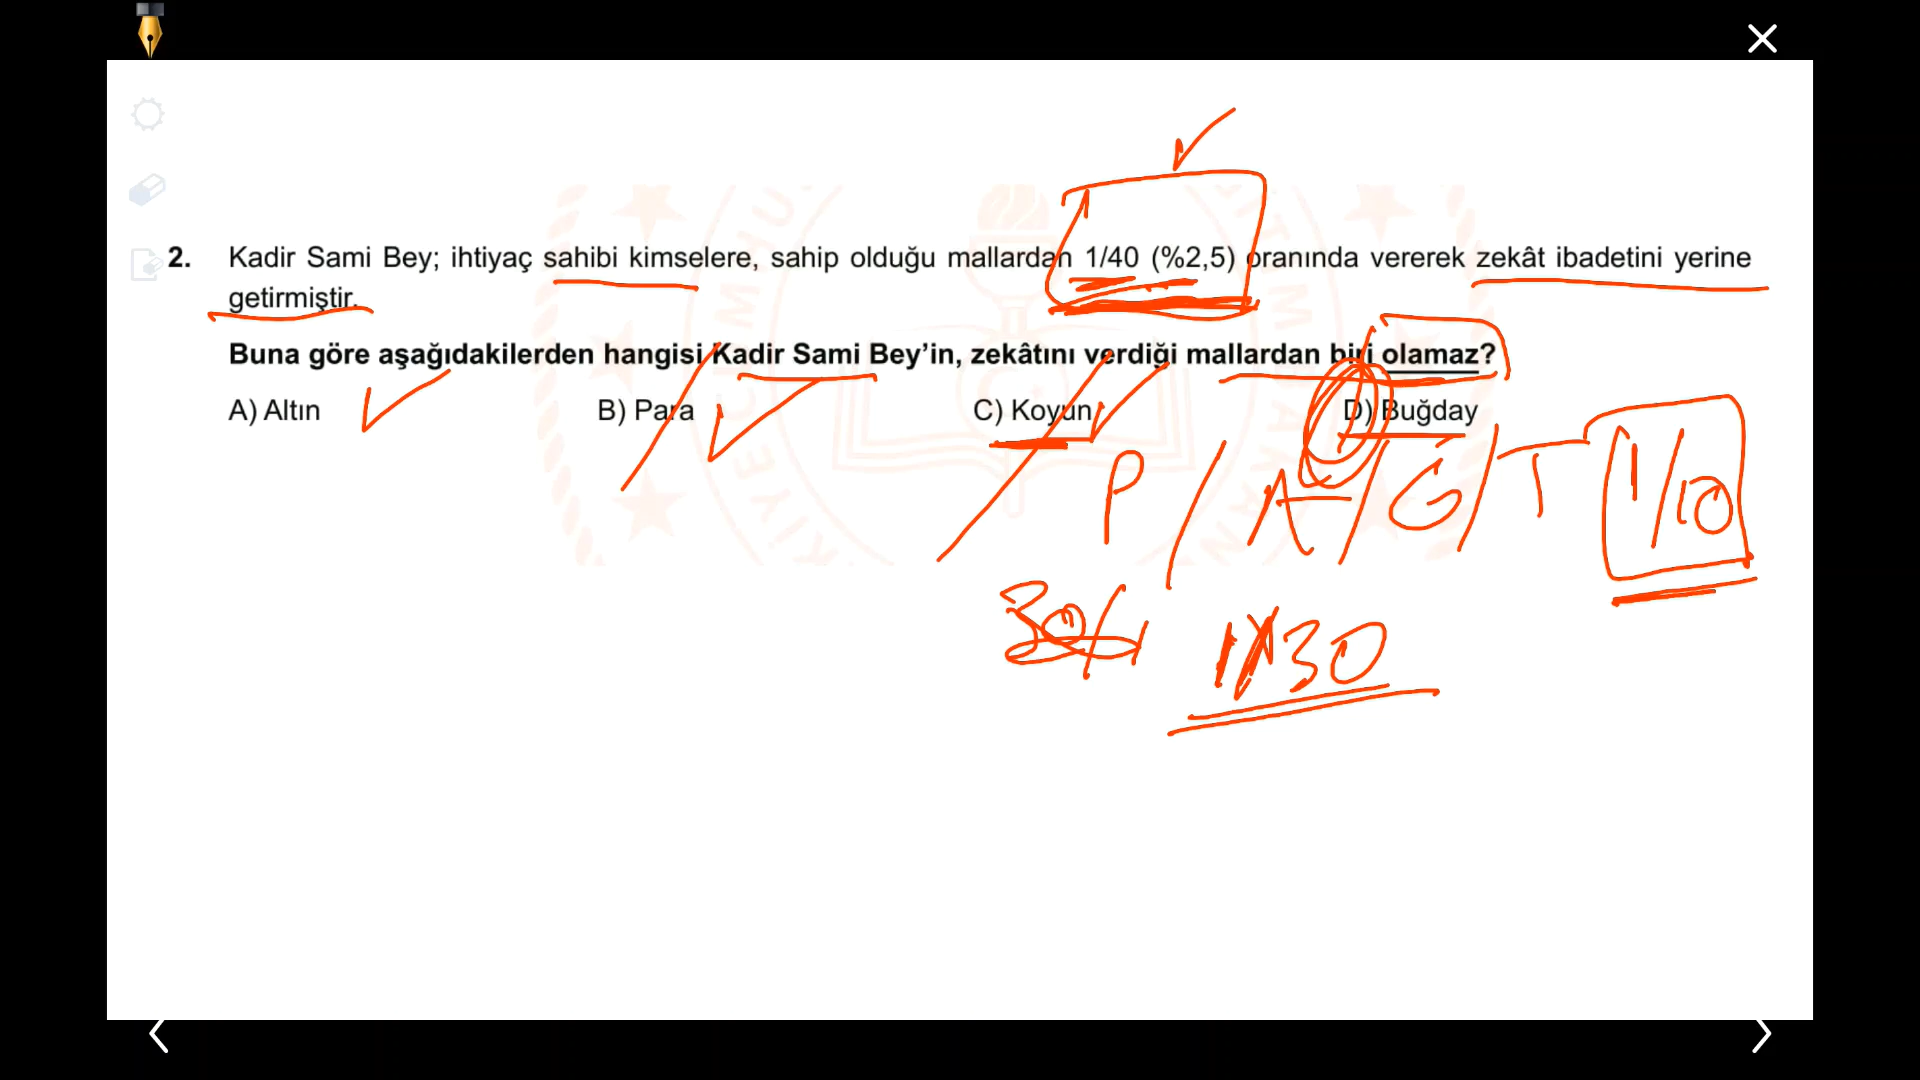 2. Kadir Sami Bey; ihtiyaç sahibi kimselere, sahip olduğu mallardan 1/40 (%2,5) oranında vererek zekât ibadetini yerine
getirmiştir.
Buna göre aşağıdakilerden hangisi Kadir Sami Bey’in, zekâtını verdiği mallardan biri olamaz?
A) Altın B) Para C) Koyun D) Buğday
P / A / G / T 1/10
30/1 1/30